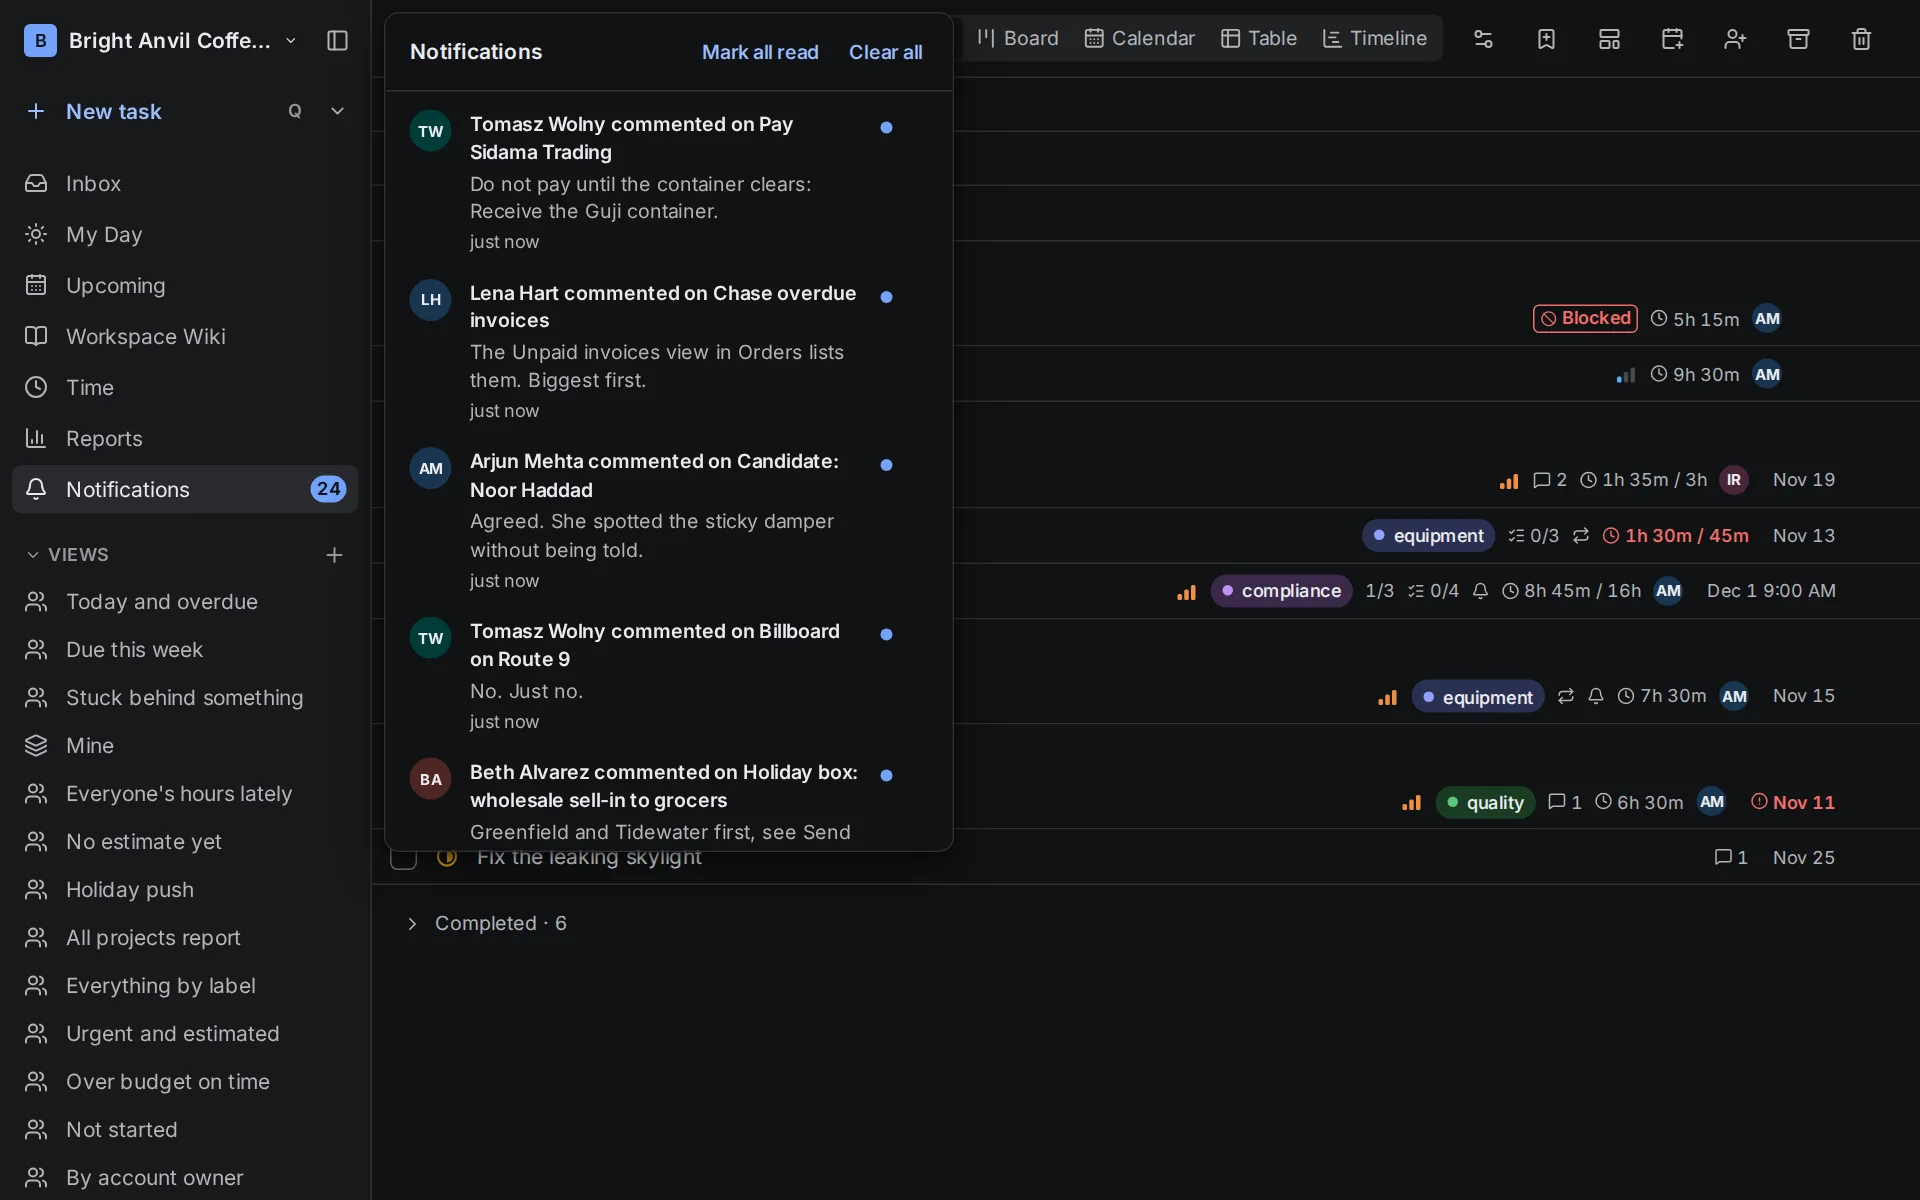 B Bright Anvil Coffe...
New task Q
Inbox
My Day
Upcoming
Workspace Wiki
Time
Reports
Notifications 24
VIEWS
Today and overdue
Due this week
Stuck behind something
Mine
Everyone's hours lately
No estimate yet
Holiday push
All projects report
Everything by label
Urgent and estimated
Over budget on time
Not started
By account owner
Notifications Mark all read Clear all
TW Tomasz Wolny commented on Pay
Sidama Trading
Do not pay until the container clears:
Receive the Guji container.
just now
LH Lena Hart commented on Chase overdue
invoices
The Unpaid invoices view in Orders lists
them. Biggest first.
just now
AM Arjun Mehta commented on Candidate:
Noor Haddad
Agreed. She spotted the sticky damper
without being told.
just now
TW Tomasz Wolny commented on Billboard
on Route 9
No. Just no.
just now
BA Beth Alvarez commented on Holiday box:
wholesale sell-in to grocers
Greenfield and Tidewater first, see Send
Board Calendar Table Timeline
Blocked 5h 15m AM
9h 30m AM
2 1h 35m / 3h IR Nov 19
equipment 0/3 1h 30m / 45m Nov 13
compliance 1/3 0/4 8h 45m / 16h AM Dec 1 9:00 AM
equipment 7h 30m AM Nov 15
quality 1 6h 30m AM Nov 11
Fix the leaking skylight 1 Nov 25
Completed · 6